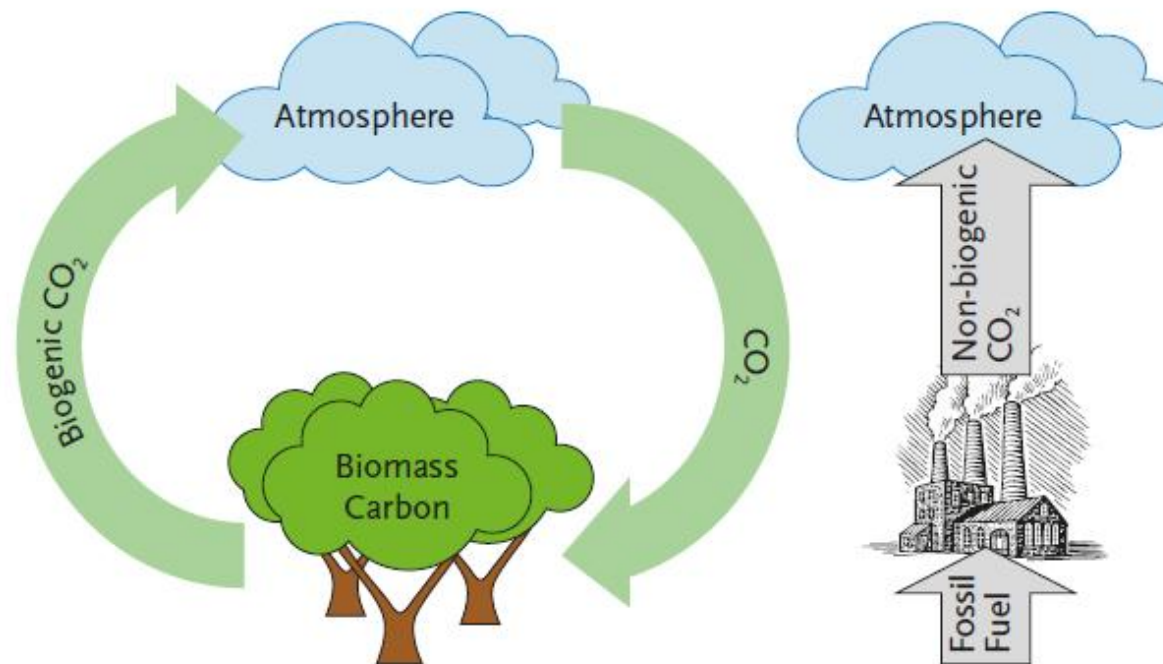 Atmosphere
Biogenic CO₂
CO₂
Biomass
Carbon
Atmosphere
Non-biogenic
CO₂
Fossil
Fuel